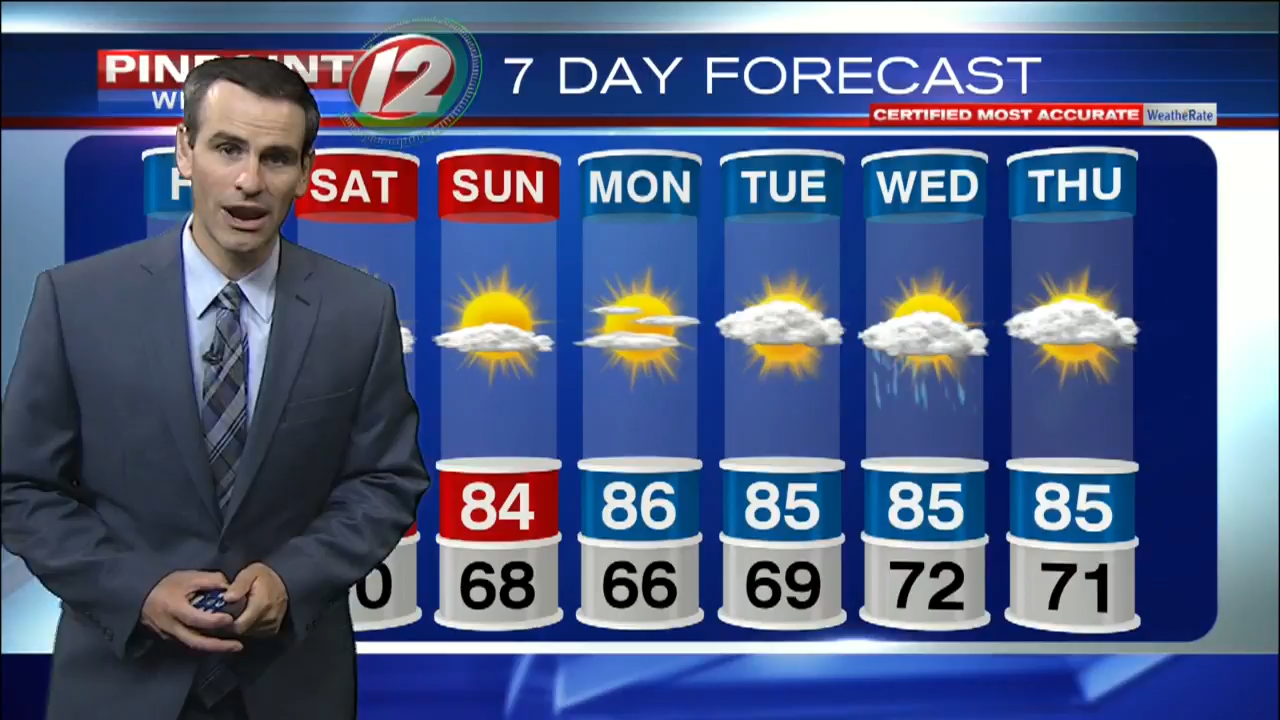 12
7 DAY FORECAST
CERTIFIED MOST ACCURATE WeatheRate
SAT SUN MON TUE WED THU
84 86 85 85 85
68 66 69 72 71